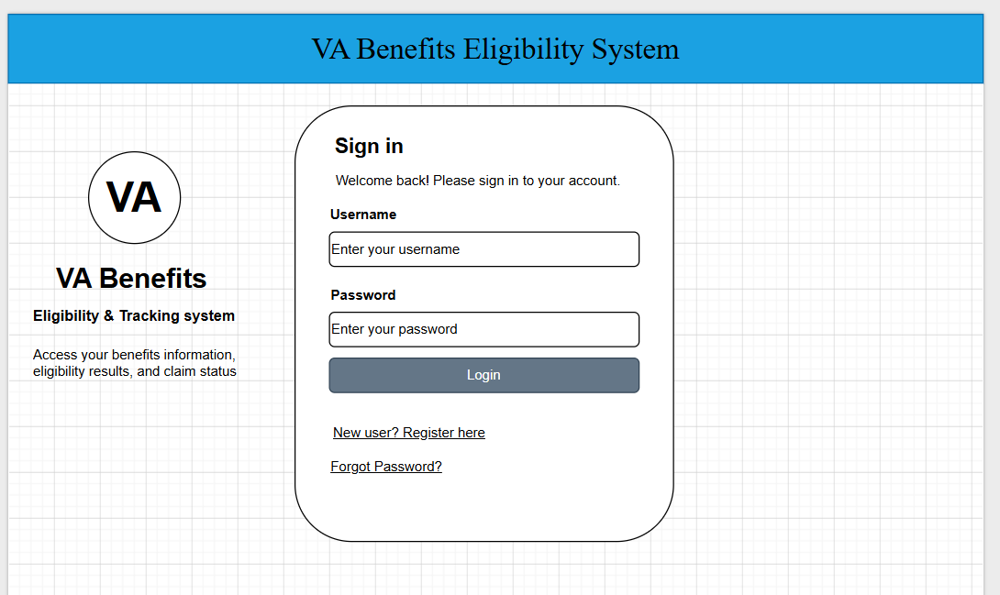 VA Benefits Eligibility System
VA
VA Benefits
Eligibility & Tracking system
Access your benefits information,
eligibility results, and claim status
Sign in
Welcome back! Please sign in to your account.
Username
Enter your username
Password
Enter your password
Login
New user? Register here
Forgot Password?